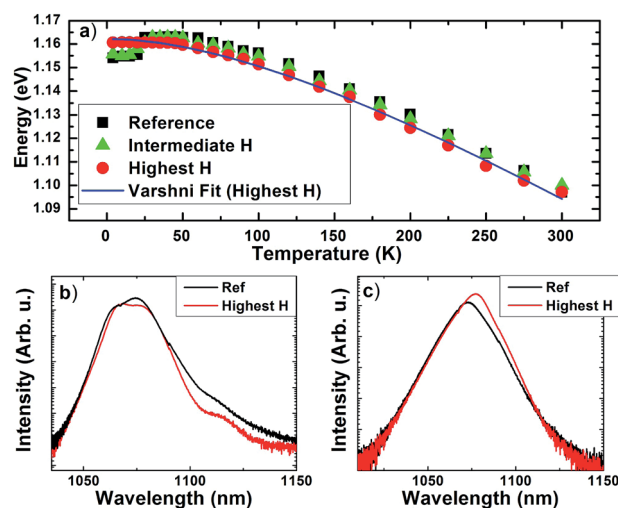 a)
1.17
1.16
1.15
1.14
1.13
1.12
1.11
1.10
1.09
Energy (eV)
Reference
Intermediate H
Highest H
Varshni Fit (Highest H)
0 50 100 150 200 250 300
Temperature (K)
b)
Ref
Highest H
Intensity (Arb. u.)
1050 1100 1150
Wavelength (nm)
c)
Ref
Highest H
Intensity (Arb. u.)
1050 1100 1150
Wavelength (nm)